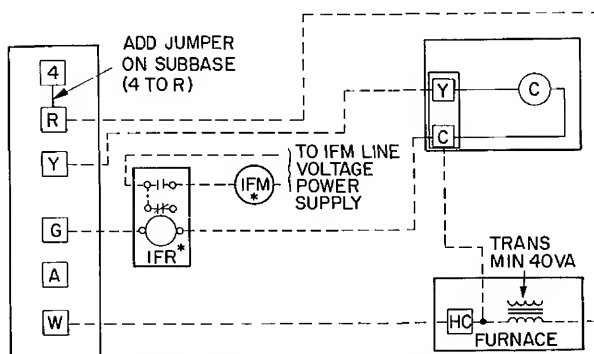 ADD JUMPER
ON SUBBASE
(4 TO R)
4
R
Y
G
A
W
Y
C
C
TO IFM LINE
VOLTAGE
POWER
SUPPLY
IFM
*
IFR*
TRANS
MIN 40VA
HC
FURNACE